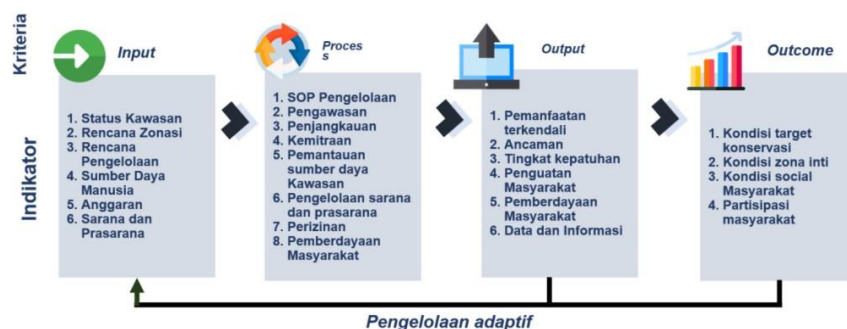 Kriteria
Input
Proces
s
Output
Outcome
Indikator
1. Status Kawasan
2. Rencana Zonasi
3. Rencana
Pengelolaan
4. Sumber Daya
Manusia
5. Anggaran
6. Sarana dan
Prasarana
1. SOP Pengelolaan
2. Pengawasan
3. Penjangkauan
4. Kemitraan
5. Pemantauan
sumber daya
Kawasan
6. Pengelolaan sarana
dan prasarana
7. Perizinan
8. Pemberdayaan
Masyarakat
1. Pemanfaatan
terkendali
2. Ancaman
3. Tingkat kepatuhan
4. Penguatan
Masyarakat
5. Pemberdayaan
Masyarakat
6. Data dan Informasi
1. Kondisi target
konservasi
2. Kondisi zona inti
3. Kondisi social
Masyarakat
4. Partisipasi
masyarakat
Pengelolaan adaptif